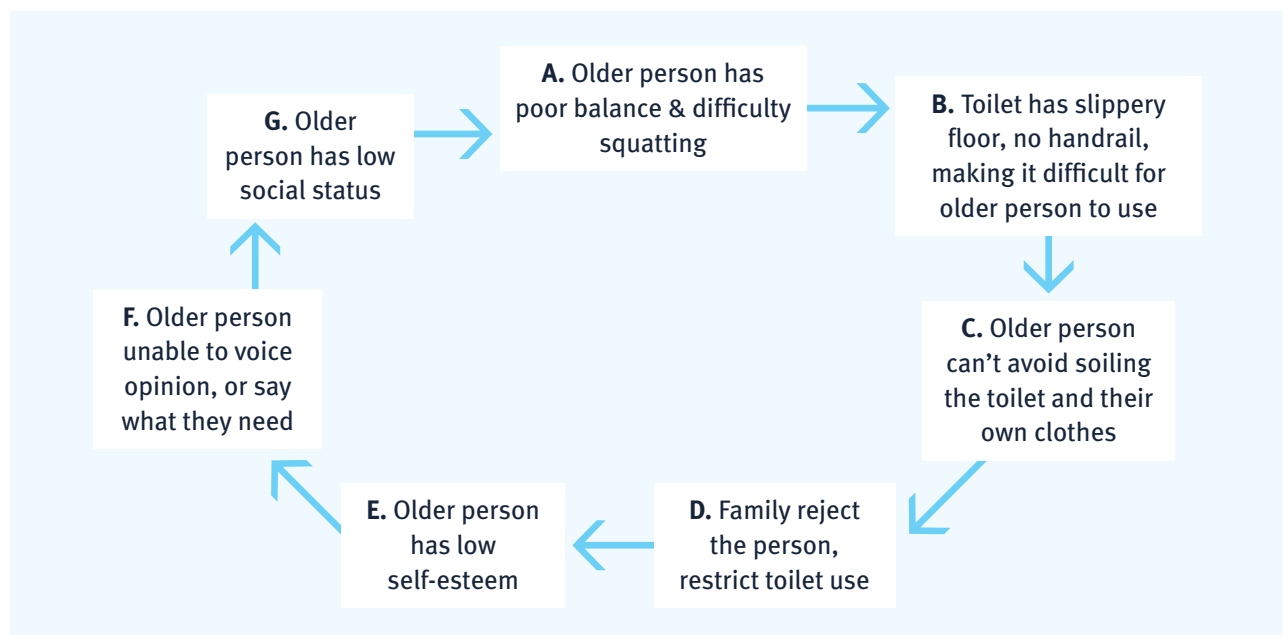 A. Older person has
poor balance & difficulty
squatting
B. Toilet has slippery
floor, no handrail,
making it difficult for
older person to use
C. Older person
can’t avoid soiling
the toilet and their
own clothes
D. Family reject
the person,
restrict toilet use
E. Older person
has low
self-esteem
F. Older person
unable to voice
opinion, or say
what they need
G. Older
person has low
social status